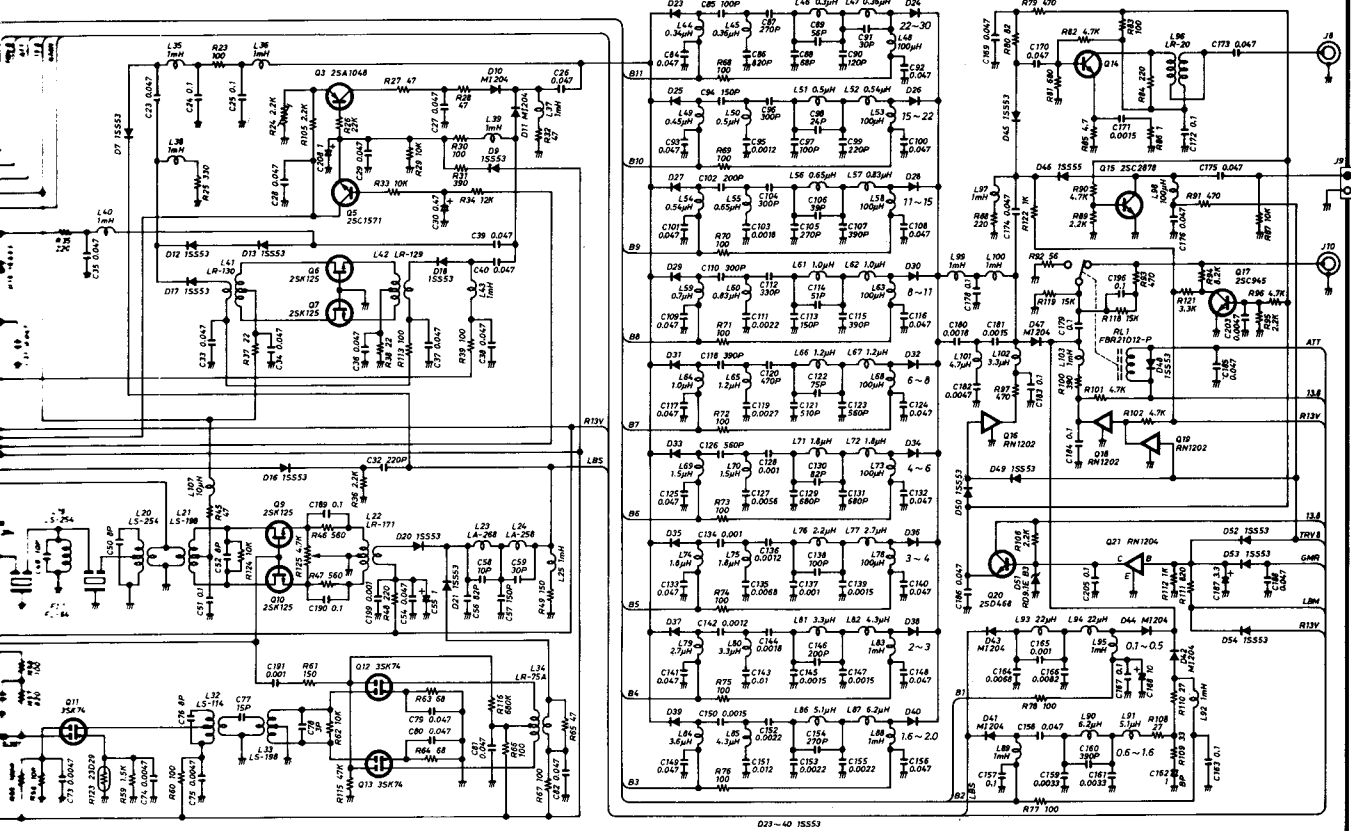 D23
C85 100P
L46 0.3µH
L47 0.36µH
D24
R79 470
L44
0.34µH
L45
0.36µH
C87
270P
C89
56P
C91
30P
L48
100µH
22~30
C84
0.047
R68
100
C86
820P
C88
68P
C90
120P
C92
0.047
B11
D25
C94 150P
L51 0.5µH
L52 0.54µH
D26
L49
0.45µH
L50
0.5µH
C96
300P
C98
24P
L53
100µH
15~22
C93
0.047
R69
100
C95
0.0012
C97
100P
C99
220P
C100
0.047
B10
D27
C102 200P
L56 0.65µH
L57 0.83µH
D28
L54
0.54µH
L55
0.65µH
C104
300P
C106
39P
L58
100µH
11~15
C101
0.047
R70
100
C103
0.0018
C105
270P
C107
390P
C108
0.047
B9
D29
C110 300P
L61 1.0µH
L62 1.0µH
D30
L59
0.7µH
L60
0.83µH
C112
330P
C114
51P
L63
100µH
8~11
C109
0.047
R71
100
C111
0.0022
C113
150P
C115
390P
C116
0.047
B8
D31
C118 390P
L66 1.2µH
L67 1.2µH
D32
L64
1.0µH
L65
1.2µH
C120
470P
C122
75P
L68
100µH
6~8
C117
0.047
R72
100
C119
0.0027
C121
510P
C123
560P
C124
0.047
B7
D33
C126 560P
L71 1.8µH
L72 1.8µH
D34
L69
1.5µH
L70
1.5µH
C128
0.001
C130
82P
L73
100µH
4~6
C125
0.047
R73
100
C127
0.0056
C129
680P
C131
680P
C132
0.047
B6
D35
C134 0.001
L76 2.2µH
L77 2.7µH
D36
L74
1.8µH
L75
1.8µH
C136
0.0012
C138
100P
L78
100µH
3~4
C133
0.047
R74
100
C135
0.0068
C137
0.001
C139
0.001
C140
0.047
B5
D37
C142 0.0012
L81 3.3µH
L82 4.3µH
D38
L79
2.7µH
L80
3.3µH
C144
0.0018
C146
200P
L83
1mH
2~3
C141
0.047
R75
100
C143
0.01
C145
0.0015
C147
0.0015
C148
0.047
B4
D39
C150 0.0015
L86 5.1µH
L87 6.2µH
D40
L84
3.6µH
L85
4.3µH
C152
0.0022
C154
270P
L88
1mH
1.6~2.0
C149
0.047
R76
100
C151
0.012
C153
0.0022
C155
0.0022
C156
0.047
B3
D23~40 1SS53
L35
1mH
R23
100
L36
1mH
C23 0.047
C24 0.1
C25 0.1
D7 1SS53
L38
1mH
R25 330
Q3 2SA1048
R27 47
R24 2.2K
R105 2.2K
R26
22K
C27 0.047
R28
47
D10
M1204
C26
0.047
D11 M1204
L37
1mH
R32
47
L39
1mH
D9
1SS53
R30
100
R31
390
R29 10K
C29 0.047
C28 0.047
R33 10K
R34 12K
C30 0.47
Q5
2SC1571
L40
1mH
C35 0.047
D12 1SS53
D13 1SS53
D17 1SS53
L41
LR-130
Q6
2SK125
Q7
2SK125
L42 LR-129
D18
1SS53
C39 0.047
C40 0.047
L43
1mH
C33 0.047
R37 22
C34 0.047
C36 0.047
R38 22
R113 100
C37 0.047
R39 100
C38 0.047
R13V
LBS
C32 220P
D16 1SS53
R36 2.2K
L107
10µH
R45
47
L20
LS-254
C50 8P
L21
LS-198
C52 8P
R124 10K
C51 0.1
Q9
2SK125
Q10
2SK125
C189 0.1
R46 560
R125 4.7K
R47 560
C190 0.1
L22
LR-171
C199 0.001
R48 220
C54 0.047
C55 1
D20 1SS53
D21 1SS53
L23
LA-268
L24
LA-258
C58
10P
C59
30P
C56 82P
C57 150P
L25 1mH
R49 150
C191
0.001
R61
150
Q12 3SK74
Q13 3SK74
R63 68
C79 0.047
C80 0.047
R64 68
R116
680K
R115 47K
C81
0.047
R66
100
L34
LR-75A
R65 47
R67 100
C82 0.047
Q11
3SK74
C73 0.0047
R123 23D29
R59 1.5K
C74 0.0047
R60 100
C75 0.0047
C76 8P
L32
LS-114
C77
15P
L33
LS-198
C78
3P
R62 10K
C169 0.047
R80 82
C170
0.047
R82 4.7K
R83
100
Q14
L96
LR-20
C173 0.047
J8
R81 680
R84 220
R85 4.7
C171
0.0015
R86 1
C172 0.1
D45 1SS53
D46 1SS55
Q15 2SC2878
C175 0.047
J9
R90
4.7K
R89
2.2K
L98
100µH
R91 470
C176 0.047
R87 10K
L97
1mH
R88
220
C174 0.047
R122 1K
J10
L99
1mH
L100
1mH
C178 0.1
R92 56
R119 15K
C196
0.1
R93
470
R118 15K
C179
0.1
R94
8.2K
Q17
2SC945
R121
3.3K
R96 4.7K
R95
2.2K
C203
0.0047
RL1
FBR21D12-P
D48
1SS53
C185
0.047
ATT
C180
0.0018
C181
0.0015
D47
M1204
L101
4.7µH
L102
3.3µH
C182
0.0047
R97
470
C183 0.1
L103
1mH
R100
390
R101 4.7K
13.8
R102 4.7K
R13V
Q16
RN1202
Q18
RN1202
Q19
RN1202
C184 0.1
D49 1SS53
D50 1SS53
13.8
TRV8
GMR
LBM
R13V
D52 1SS53
D53 1SS53
D54 1SS53
Q21 RN1204
C
B
E
R106
2.2K
D51
RD9.1E B3
C186 0.047
Q20
2SD468
C205 0.1
R112 1K
R111 820
C187 3.3
D43
M1204
L93 22µH
L94 22µH
D44 M1204
C165
0.001
L95
1mH
0.1~0.5
C164
0.0068
C166
0.0082
C167 0.1
C168 10
D42
M1204
R78 100
B1
R110 27
L92
1mH
D41
M1204
C158 0.047
L90
6.2µH
L91
5.1µH
R108
27
L89
1mH
C160
390P
0.6~1.6
R109 33
C157
0.1
C159
0.0033
C161
0.0033
C162
1
BP
C163 0.1
R77 100
B2
LBS